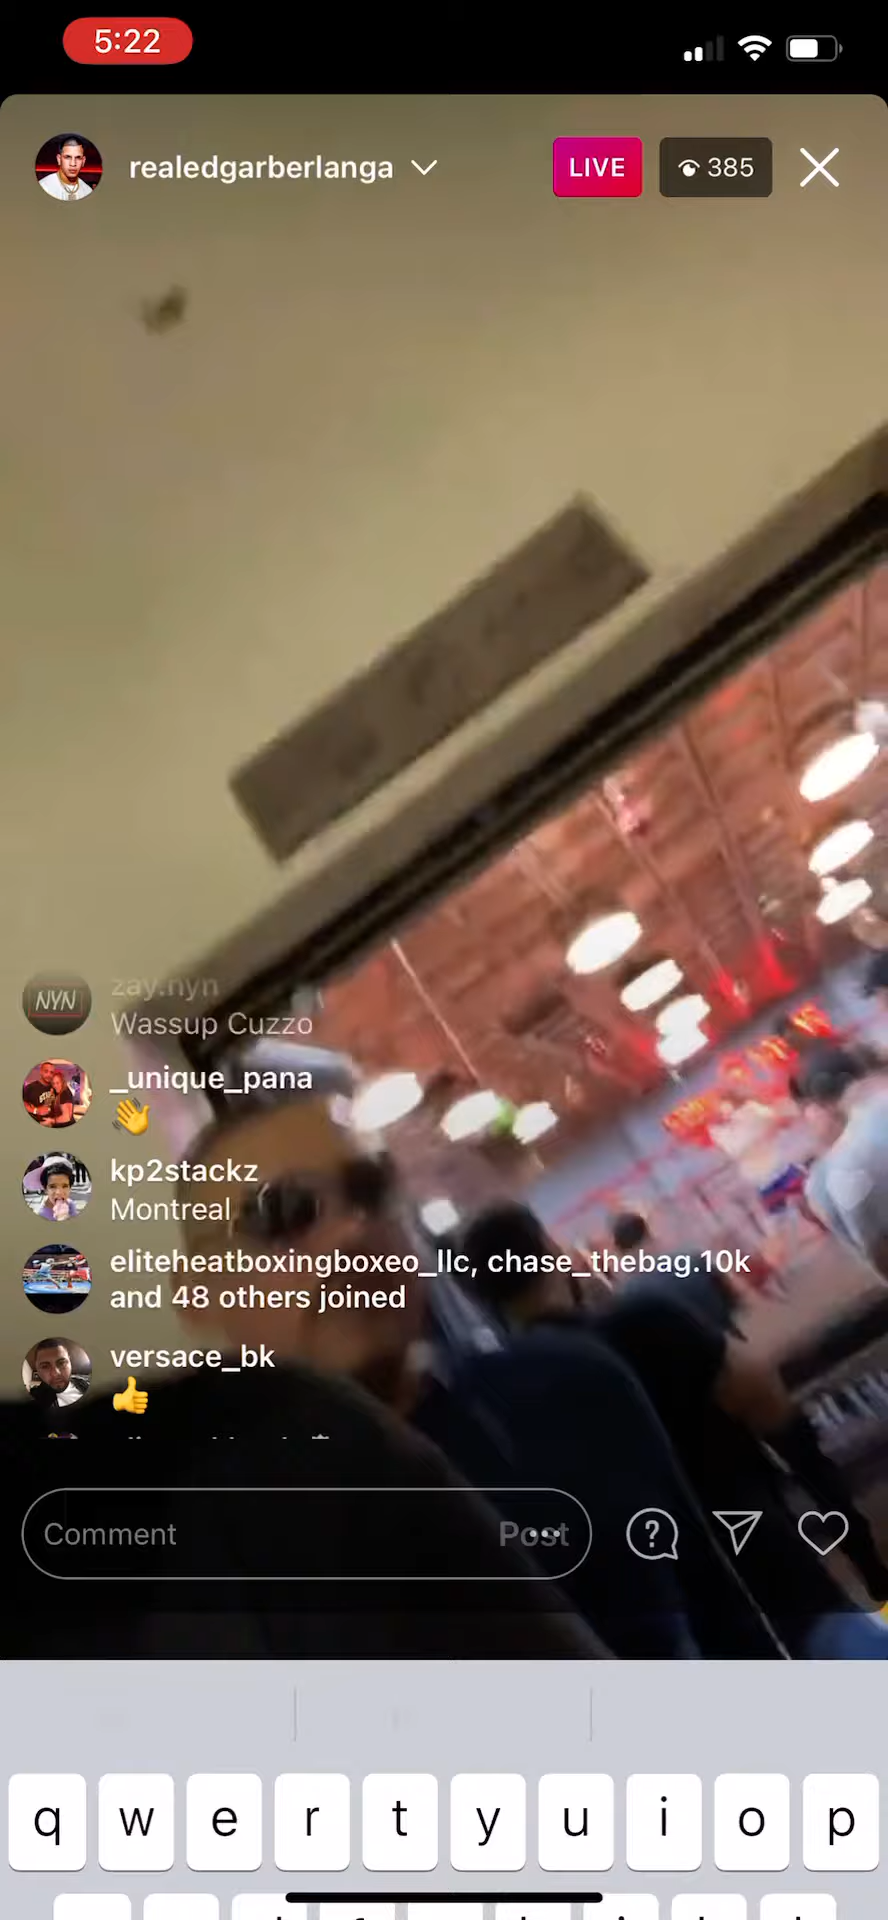 5:22
realedgarberlanga
LIVE
385
NYN
zay.nyn
Wassup Cuzzo
_unique_pana
kp2stackz
Montreal
eliteheatboxingboxeo_llc, chase_thebag.10k
and 48 others joined
versace_bk
Comment
Post
q w e r t y u i o p